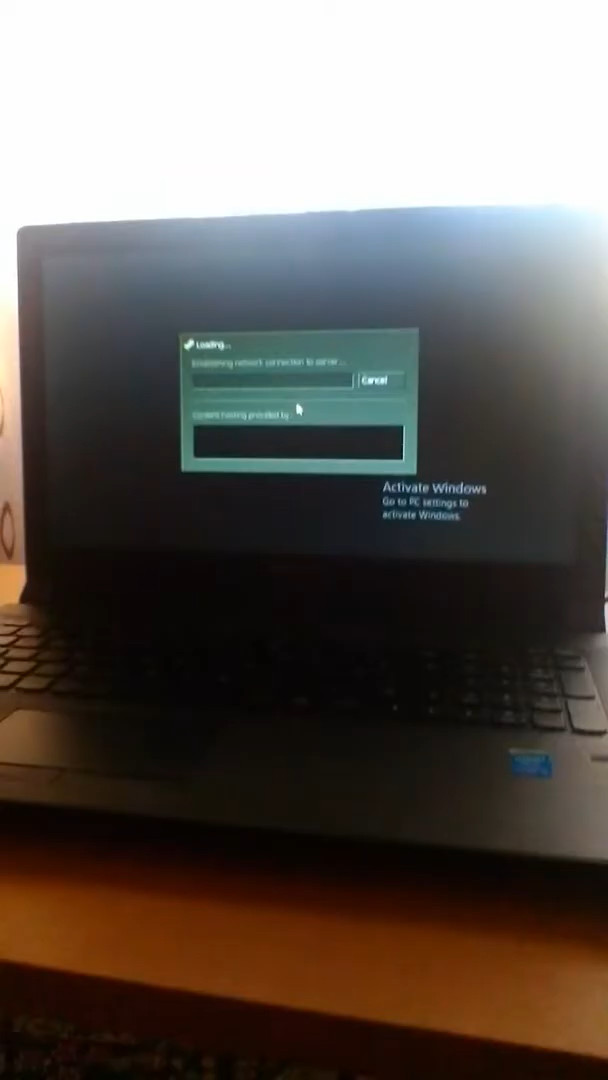 Loading...
Establishing network connection to server...
Cancel
Content hosting provided by
Activate Windows
Go to PC settings to
activate Windows.